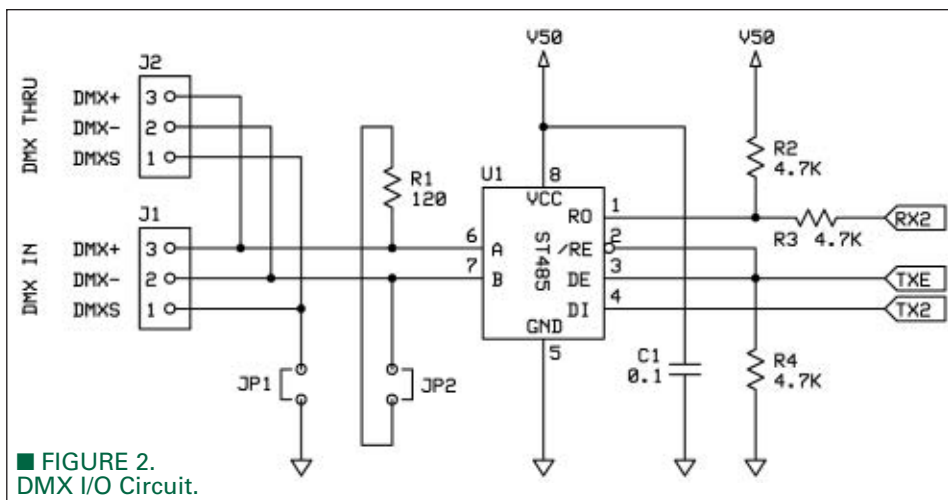 V50
V50
J2
DMX THRU
DMX+
3
DMX-
2
DMXS
1
R1
120
R2
4.7K
U1
8
VCC
J1
RO
1
RX2
DMX IN
DMX+
3
6
A
ST485
/RE
2
R3 4.7K
DMX-
2
7
B
DE
3
TXE
DMXS
1
DI
4
TX2
GND
5
JP1
JP2
C1
0.1
R4
4.7K
■ FIGURE 2.
DMX I/O Circuit.